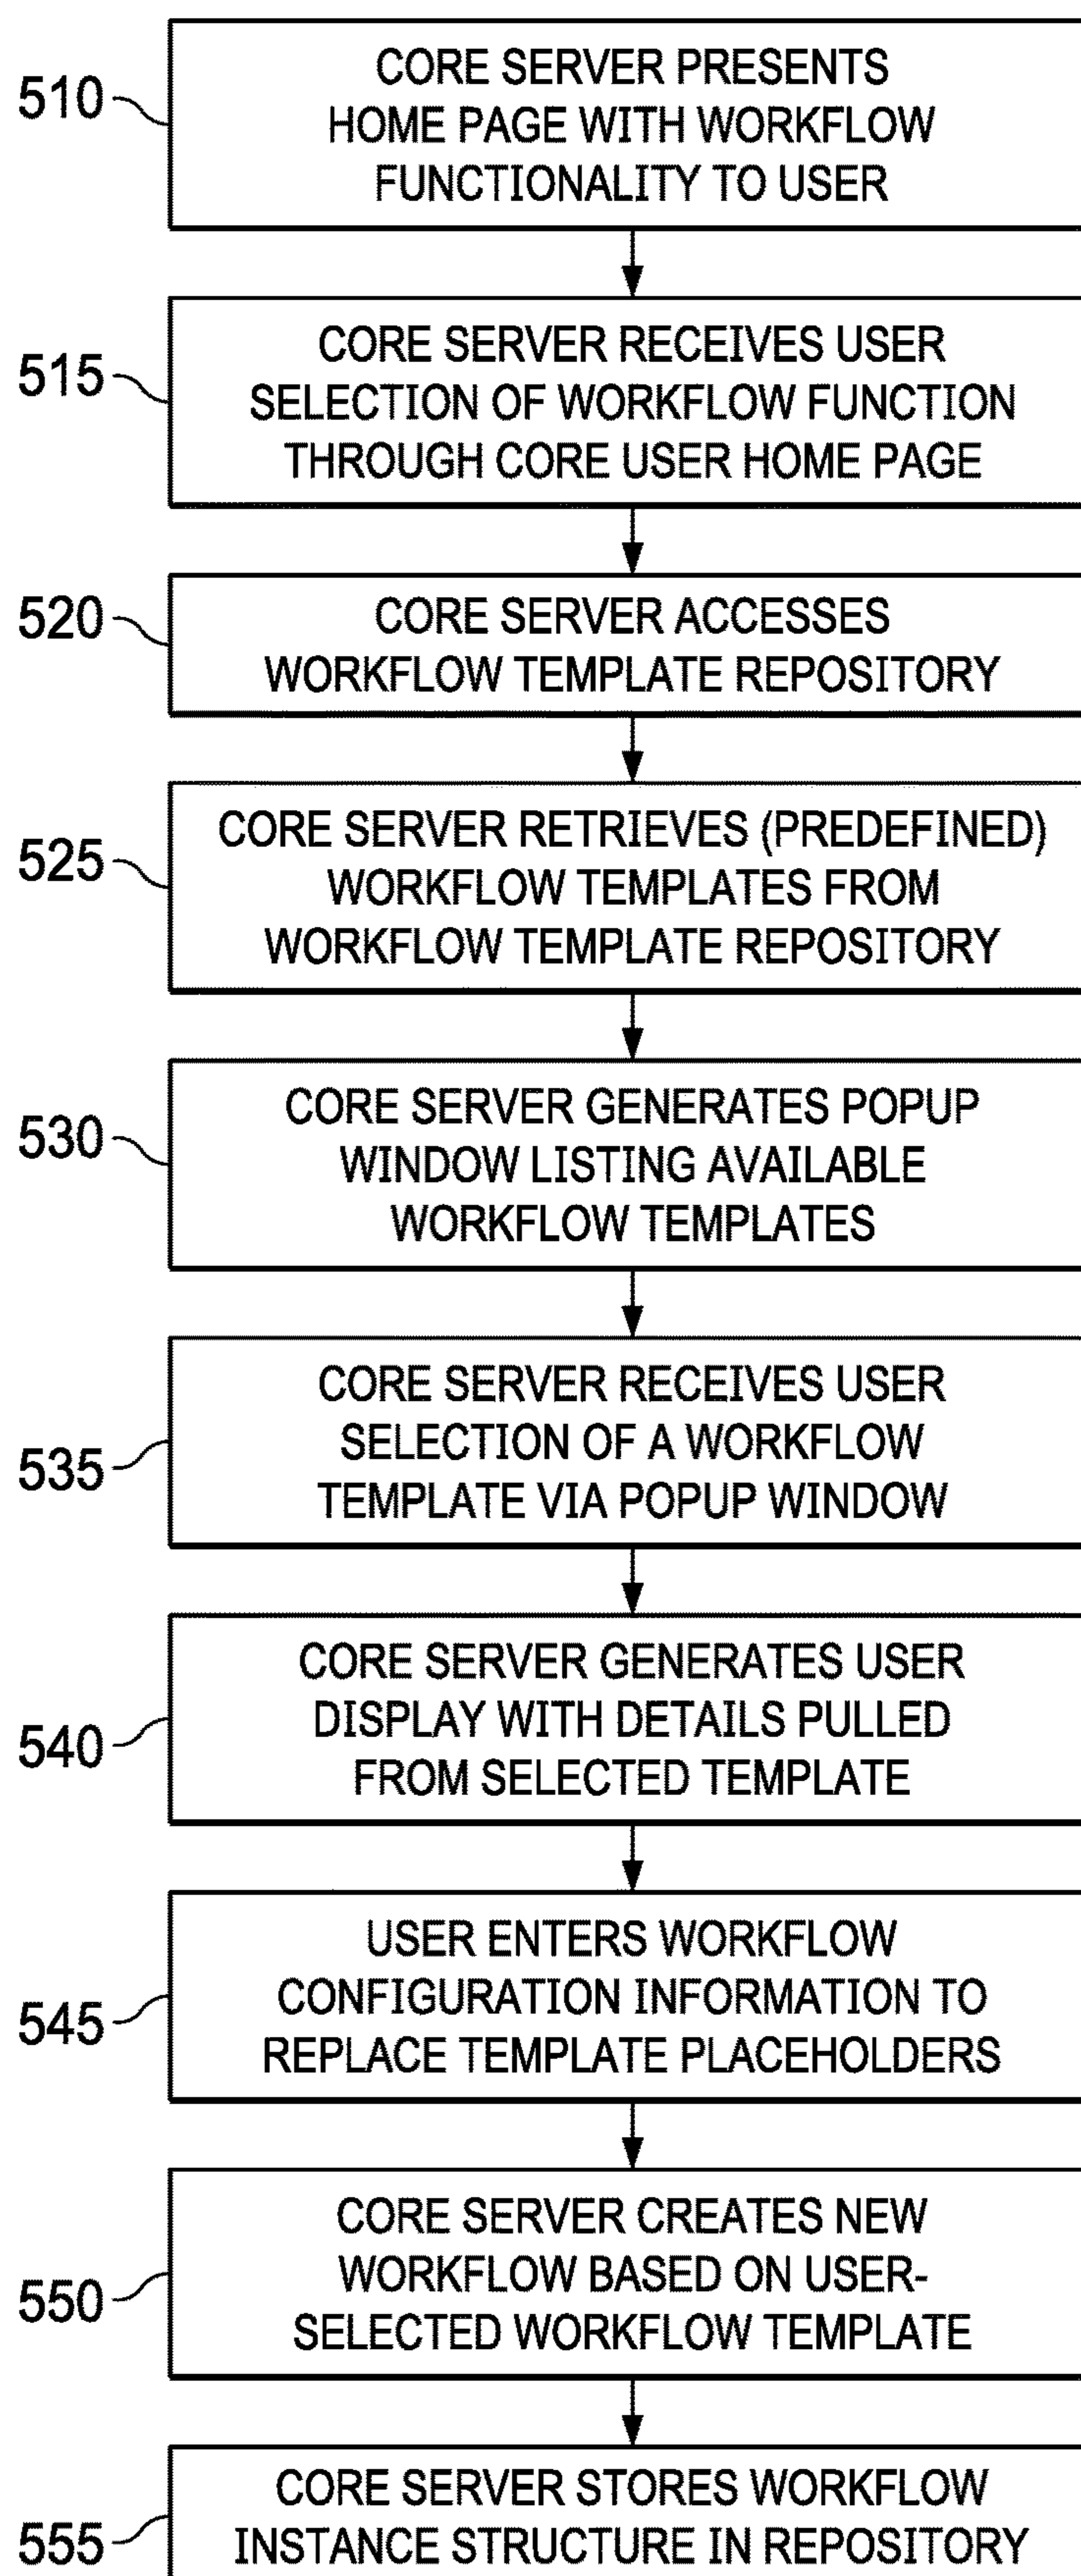 510
CORE SERVER PRESENTS
HOME PAGE WITH WORKFLOW
FUNCTIONALITY TO USER
515
CORE SERVER RECEIVES USER
SELECTION OF WORKFLOW FUNCTION
THROUGH CORE USER HOME PAGE
520
CORE SERVER ACCESSES
WORKFLOW TEMPLATE REPOSITORY
525
CORE SERVER RETRIEVES (PREDEFINED)
WORKFLOW TEMPLATES FROM
WORKFLOW TEMPLATE REPOSITORY
530
CORE SERVER GENERATES POPUP
WINDOW LISTING AVAILABLE
WORKFLOW TEMPLATES
535
CORE SERVER RECEIVES USER
SELECTION OF A WORKFLOW
TEMPLATE VIA POPUP WINDOW
540
CORE SERVER GENERATES USER
DISPLAY WITH DETAILS PULLED
FROM SELECTED TEMPLATE
545
USER ENTERS WORKFLOW
CONFIGURATION INFORMATION TO
REPLACE TEMPLATE PLACEHOLDERS
550
CORE SERVER CREATES NEW
WORKFLOW BASED ON USER-
SELECTED WORKFLOW TEMPLATE
555
CORE SERVER STORES WORKFLOW
INSTANCE STRUCTURE IN REPOSITORY